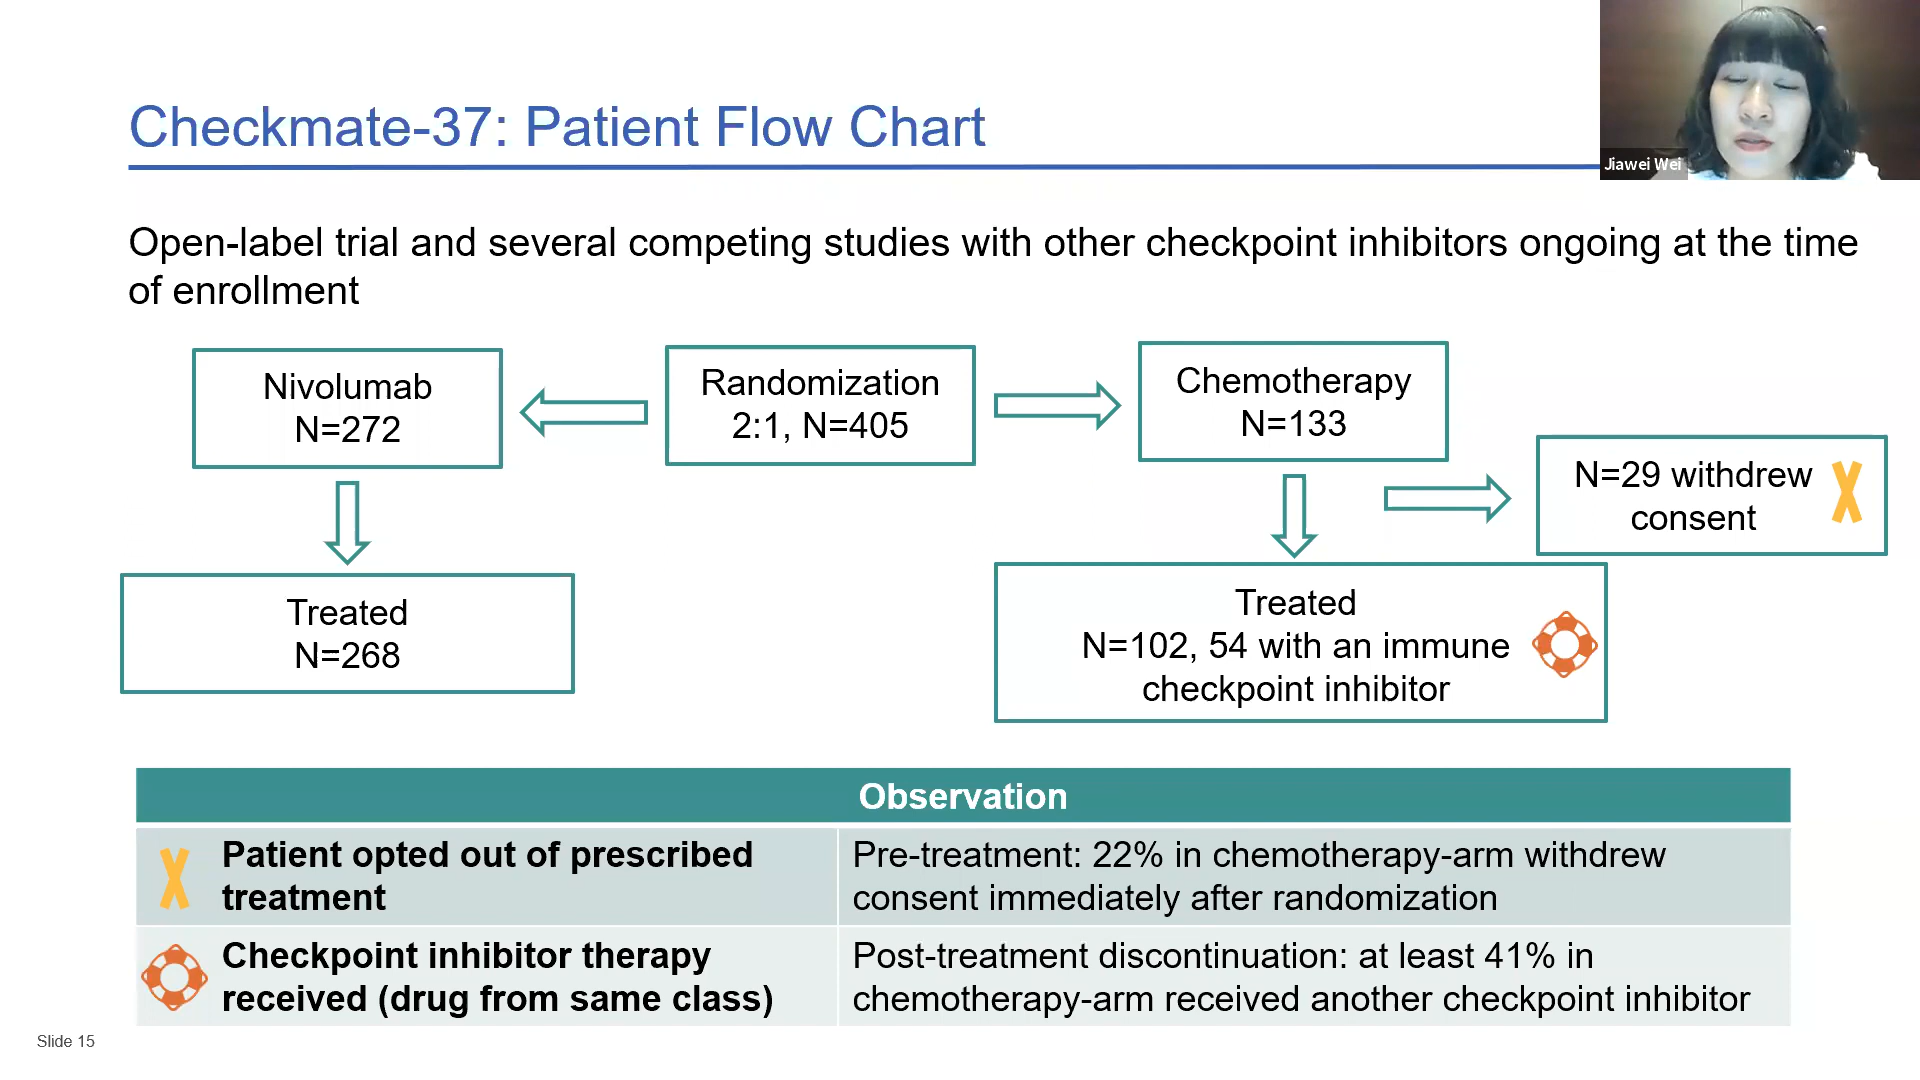 Checkmate-37: Patient Flow Chart
Jiawei Wei
Open-label trial and several competing studies with other checkpoint inhibitors ongoing at the time
of enrollment
Nivolumab
N=272
Randomization
2:1, N=405
Chemotherapy
N=133
N=29 withdrew
consent
Treated
N=268
Treated
N=102, 54 with an immune
checkpoint inhibitor
Observation
Patient opted out of prescribed
treatment
Pre-treatment: 22% in chemotherapy-arm withdrew
consent immediately after randomization
Checkpoint inhibitor therapy
received (drug from same class)
Post-treatment discontinuation: at least 41% in
chemotherapy-arm received another checkpoint inhibitor
Slide 15